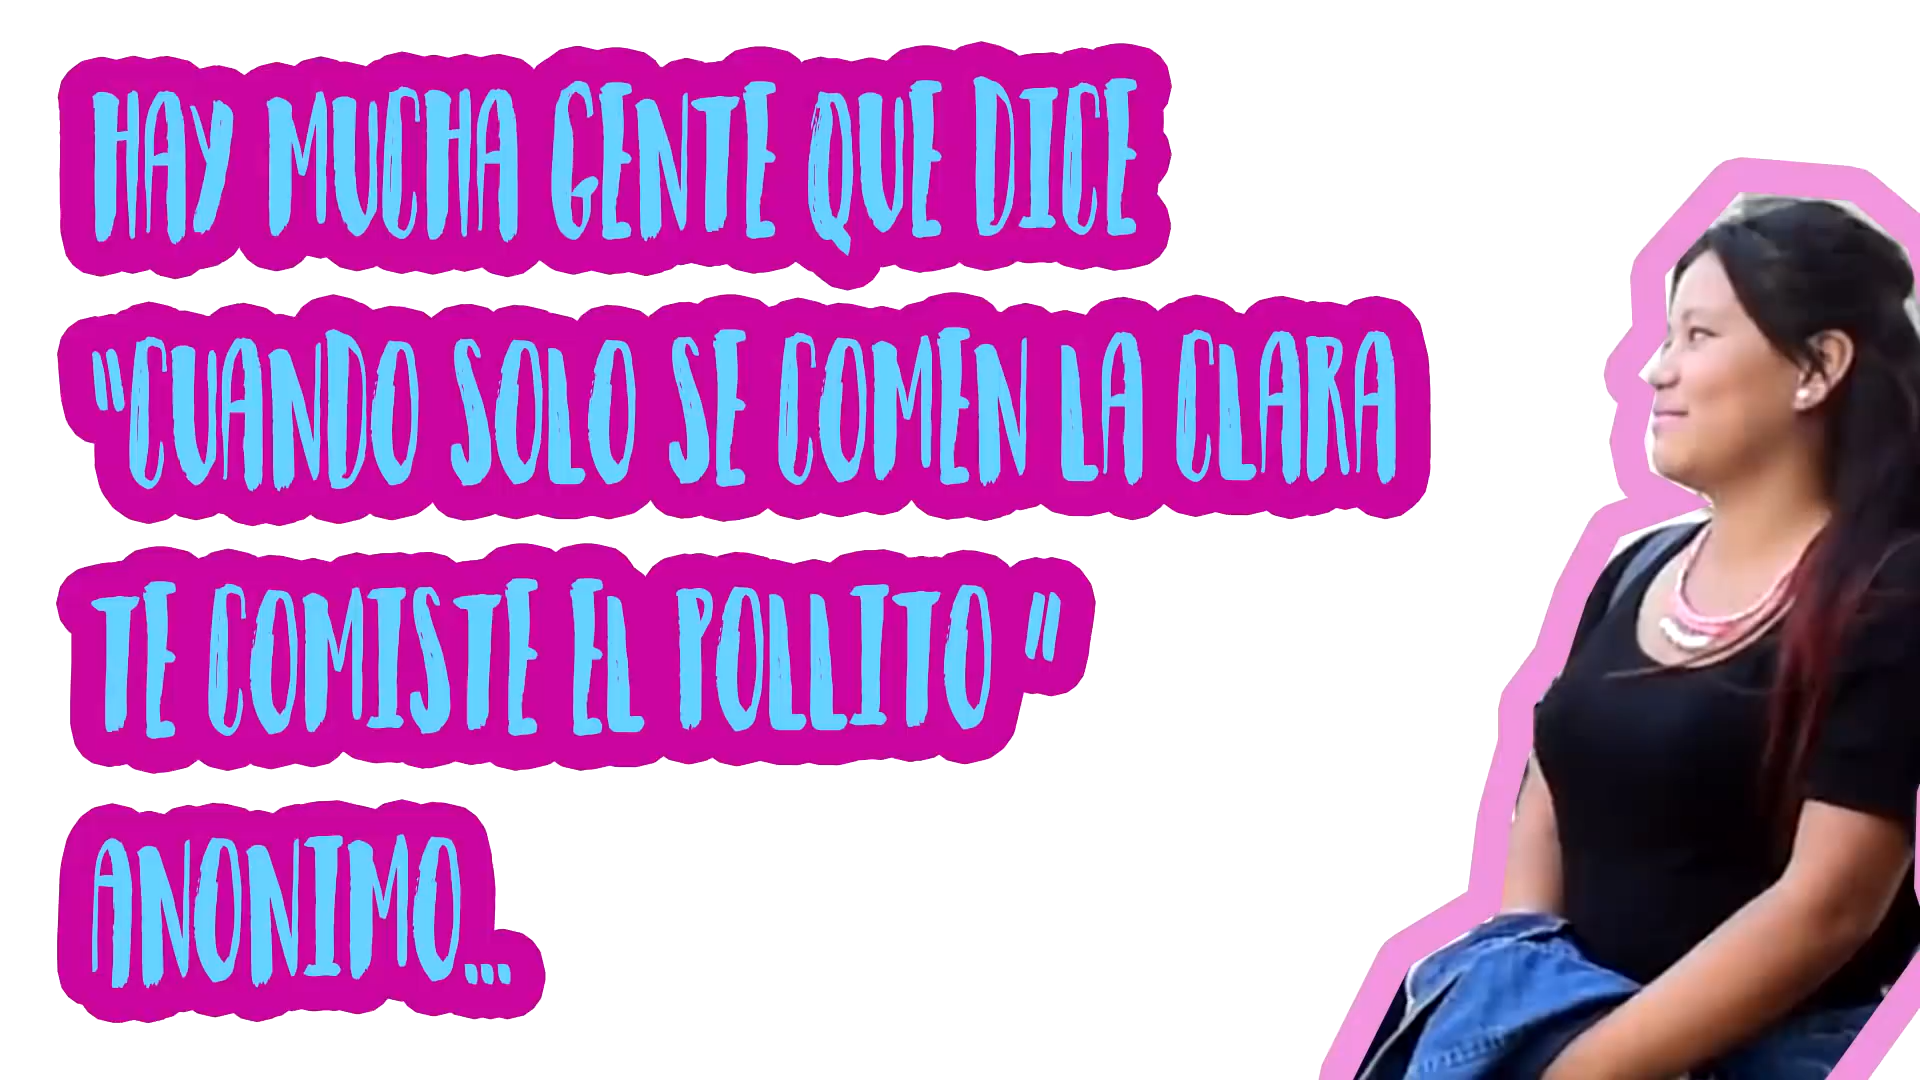 HAY MUCHA GENTE QUE DICE
"CUANDO SOLO SE COMEN LA CLARA
TE COMISTE EL POLLITO "
ANONIMO...